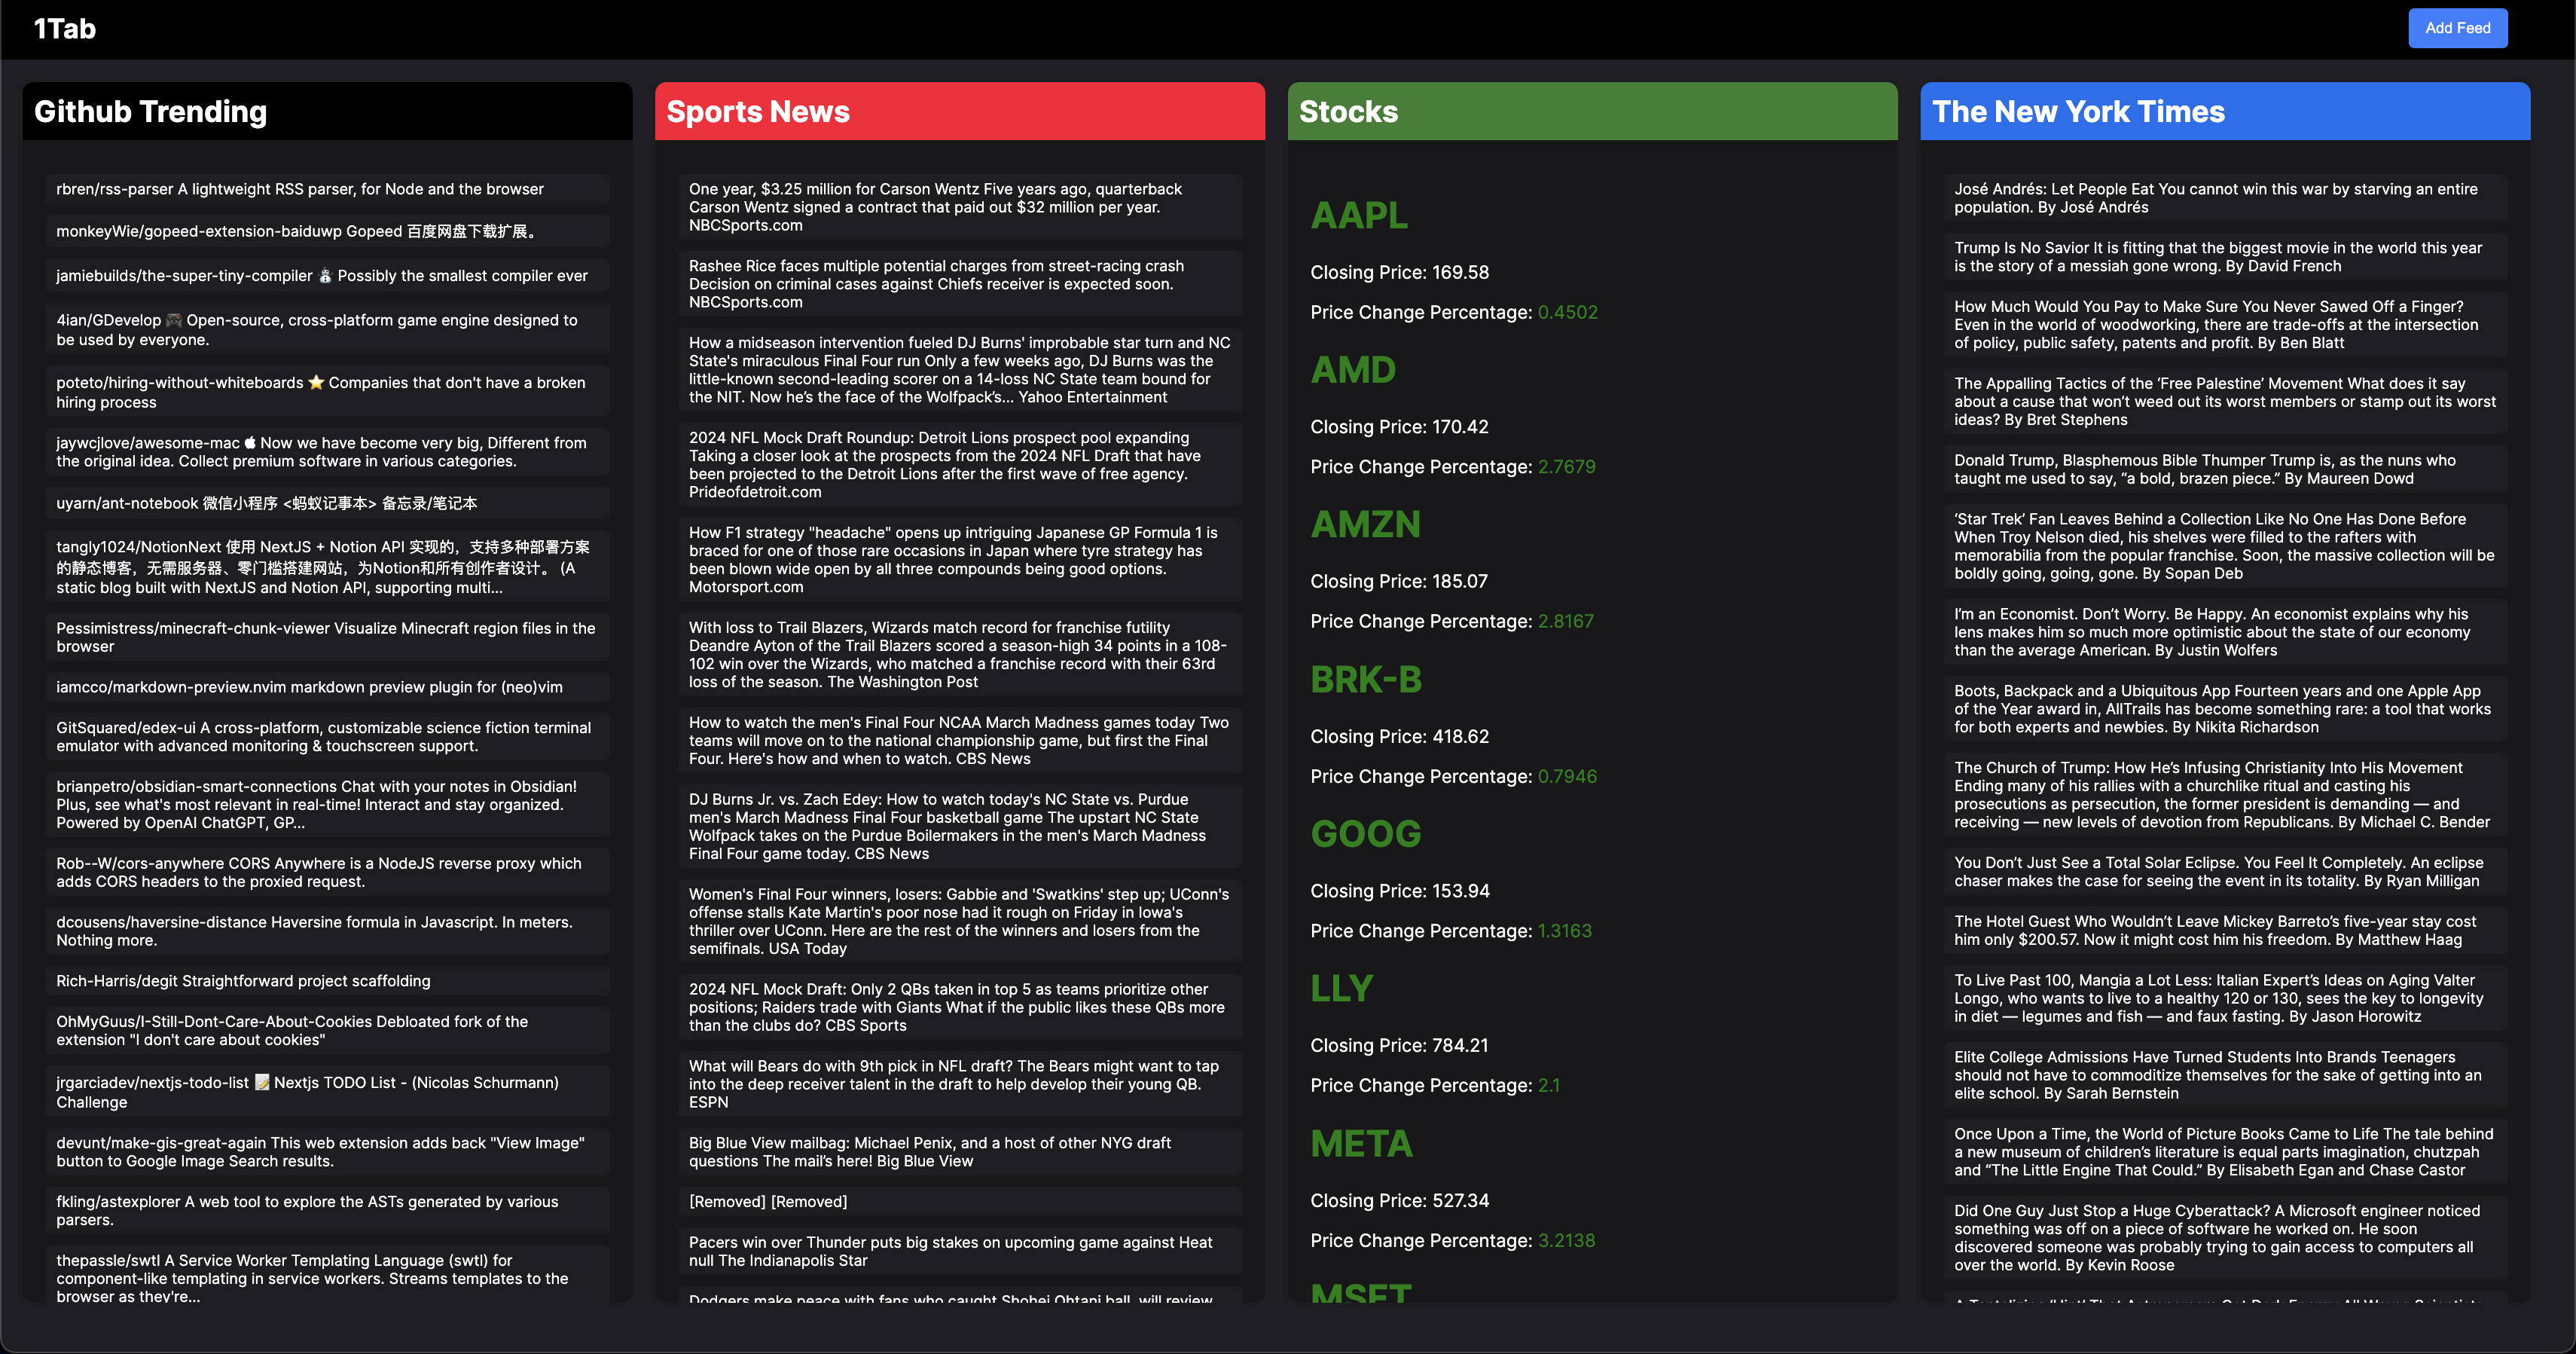 1Tab
Add Feed
Github Trending
rbren/rss-parser A lightweight RSS parser, for Node and the browser
monkeyWie/gopeed-extension-baiduwp Gopeed 百度网盘下载扩展。
jamiebuilds/the-super-tiny-compiler ⛄ Possibly the smallest compiler ever
4ian/GDevelop 🎮 Open-source, cross-platform game engine designed to
be used by everyone.
poteto/hiring-without-whiteboards ⭐️ Companies that don't have a broken
hiring process
jaywcjlove/awesome-mac  Now we have become very big, Different from
the original idea. Collect premium software in various categories.
uyarn/ant-notebook 微信小程序 <蚂蚁记事本> 备忘录/笔记本
tangly1024/NotionNext 使用 NextJS + Notion API 实现的，支持多种部署方案
的静态博客，无需服务器、零门槛搭建网站，为Notion和所有创作者设计。 (A
static blog built with NextJS and Notion API, supporting multi...
Pessimistress/minecraft-chunk-viewer Visualize Minecraft region files in the
browser
iamcco/markdown-preview.nvim markdown preview plugin for (neo)vim
GitSquared/edex-ui A cross-platform, customizable science fiction terminal
emulator with advanced monitoring & touchscreen support.
brianpetro/obsidian-smart-connections Chat with your notes in Obsidian!
Plus, see what's most relevant in real-time! Interact and stay organized.
Powered by OpenAI ChatGPT, GP...
Rob--W/cors-anywhere CORS Anywhere is a NodeJS reverse proxy which
adds CORS headers to the proxied request.
dcousens/haversine-distance Haversine formula in Javascript. In meters.
Nothing more.
Rich-Harris/degit Straightforward project scaffolding
OhMyGuus/I-Still-Dont-Care-About-Cookies Debloated fork of the
extension "I don't care about cookies"
jrgarciadev/nextjs-todo-list 📝 Nextjs TODO List - (Nicolas Schurmann)
Challenge
devunt/make-gis-great-again This web extension adds back "View Image"
button to Google Image Search results.
fkling/astexplorer A web tool to explore the ASTs generated by various
parsers.
thepassle/swtl A Service Worker Templating Language (swtl) for
component-like templating in service workers. Streams templates to the
browser as they're...
Sports News
One year, $3.25 million for Carson Wentz Five years ago, quarterback
Carson Wentz signed a contract that paid out $32 million per year.
NBCSports.com
Rashee Rice faces multiple potential charges from street-racing crash
Decision on criminal cases against Chiefs receiver is expected soon.
NBCSports.com
How a midseason intervention fueled DJ Burns' improbable star turn and NC
State's miraculous Final Four run Only a few weeks ago, DJ Burns was the
little-known second-leading scorer on a 14-loss NC State team bound for
the NIT. Now he’s the face of the Wolfpack’s… Yahoo Entertainment
2024 NFL Mock Draft Roundup: Detroit Lions prospect pool expanding
Taking a closer look at the prospects from the 2024 NFL Draft that have
been projected to the Detroit Lions after the first wave of free agency.
Prideofdetroit.com
How F1 strategy "headache" opens up intriguing Japanese GP Formula 1 is
braced for one of those rare occasions in Japan where tyre strategy has
been blown wide open by all three compounds being good options.
Motorsport.com
With loss to Trail Blazers, Wizards match record for franchise futility
Deandre Ayton of the Trail Blazers scored a season-high 34 points in a 108-
102 win over the Wizards, who matched a franchise record with their 63rd
loss of the season. The Washington Post
How to watch the men's Final Four NCAA March Madness games today Two
teams will move on to the national championship game, but first the Final
Four. Here's how and when to watch. CBS News
DJ Burns Jr. vs. Zach Edey: How to watch today's NC State vs. Purdue
men's March Madness Final Four basketball game The upstart NC State
Wolfpack takes on the Purdue Boilermakers in the men's March Madness
Final Four game today. CBS News
Women's Final Four winners, losers: Gabbie and 'Swatkins' step up; UConn's
offense stalls Kate Martin's poor nose had it rough on Friday in Iowa's
thriller over UConn. Here are the rest of the winners and losers from the
semifinals. USA Today
2024 NFL Mock Draft: Only 2 QBs taken in top 5 as teams prioritize other
positions; Raiders trade with Giants What if the public likes these QBs more
than the clubs do? CBS Sports
What will Bears do with 9th pick in NFL draft? The Bears might want to tap
into the deep receiver talent in the draft to help develop their young QB.
ESPN
Big Blue View mailbag: Michael Penix, and a host of other NYG draft
questions The mail’s here! Big Blue View
[Removed] [Removed]
Pacers win over Thunder puts big stakes on upcoming game against Heat
null The Indianapolis Star
Dodgers make peace with fans who caught Shohei Ohtani ball, will review
Stocks
AAPL
Closing Price: 169.58
Price Change Percentage: 0.4502
AMD
Closing Price: 170.42
Price Change Percentage: 2.7679
AMZN
Closing Price: 185.07
Price Change Percentage: 2.8167
BRK-B
Closing Price: 418.62
Price Change Percentage: 0.7946
GOOG
Closing Price: 153.94
Price Change Percentage: 1.3163
LLY
Closing Price: 784.21
Price Change Percentage: 2.1
META
Closing Price: 527.34
Price Change Percentage: 3.2138
MSFT
The New York Times
José Andrés: Let People Eat You cannot win this war by starving an entire
population. By José Andrés
Trump Is No Savior It is fitting that the biggest movie in the world this year
is the story of a messiah gone wrong. By David French
How Much Would You Pay to Make Sure You Never Sawed Off a Finger?
Even in the world of woodworking, there are trade-offs at the intersection
of policy, public safety, patents and profit. By Ben Blatt
The Appalling Tactics of the ‘Free Palestine’ Movement What does it say
about a cause that won’t weed out its worst members or stamp out its worst
ideas? By Bret Stephens
Donald Trump, Blasphemous Bible Thumper Trump is, as the nuns who
taught me used to say, “a bold, brazen piece.” By Maureen Dowd
‘Star Trek’ Fan Leaves Behind a Collection Like No One Has Done Before
When Troy Nelson died, his shelves were filled to the rafters with
memorabilia from the popular franchise. Soon, the massive collection will be
boldly going, going, gone. By Sopan Deb
I’m an Economist. Don’t Worry. Be Happy. An economist explains why his
lens makes him so much more optimistic about the state of our economy
than the average American. By Justin Wolfers
Boots, Backpack and a Ubiquitous App Fourteen years and one Apple App
of the Year award in, AllTrails has become something rare: a tool that works
for both experts and newbies. By Nikita Richardson
The Church of Trump: How He’s Infusing Christianity Into His Movement
Ending many of his rallies with a churchlike ritual and casting his
prosecutions as persecution, the former president is demanding — and
receiving — new levels of devotion from Republicans. By Michael C. Bender
You Don’t Just See a Total Solar Eclipse. You Feel It Completely. An eclipse
chaser makes the case for seeing the event in its totality. By Ryan Milligan
The Hotel Guest Who Wouldn’t Leave Mickey Barreto’s five-year stay cost
him only $200.57. Now it might cost him his freedom. By Matthew Haag
To Live Past 100, Mangia a Lot Less: Italian Expert’s Ideas on Aging Valter
Longo, who wants to live to a healthy 120 or 130, sees the key to longevity
in diet — legumes and fish — and faux fasting. By Jason Horowitz
Elite College Admissions Have Turned Students Into Brands Teenagers
should not have to commoditize themselves for the sake of getting into an
elite school. By Sarah Bernstein
Once Upon a Time, the World of Picture Books Came to Life The tale behind
a new museum of children’s literature is equal parts imagination, chutzpah
and “The Little Engine That Could.” By Elisabeth Egan and Chase Castor
Did One Guy Just Stop a Huge Cyberattack? A Microsoft engineer noticed
something was off on a piece of software he worked on. He soon
discovered someone was probably trying to gain access to computers all
over the world. By Kevin Roose